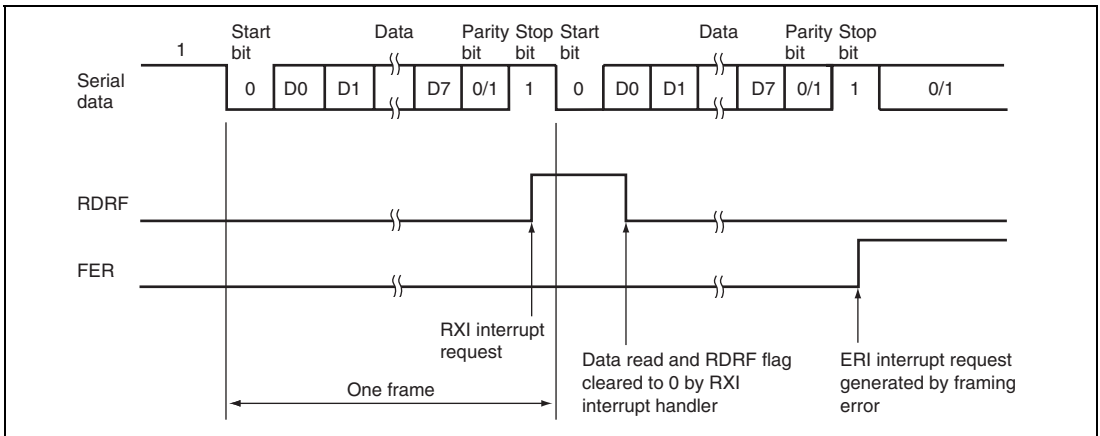 Start bit
Data
Parity bit
Stop bit
Start bit
Data
Parity bit
Stop bit
1
Serial data
0 D0 D1 D7 0/1 1 0 D0 D1 D7 0/1 1 0/1
RDRF
FER
RXI interrupt
request
Data read and RDRF flag
cleared to 0 by RXI
interrupt handler
ERI interrupt request
generated by framing
error
One frame